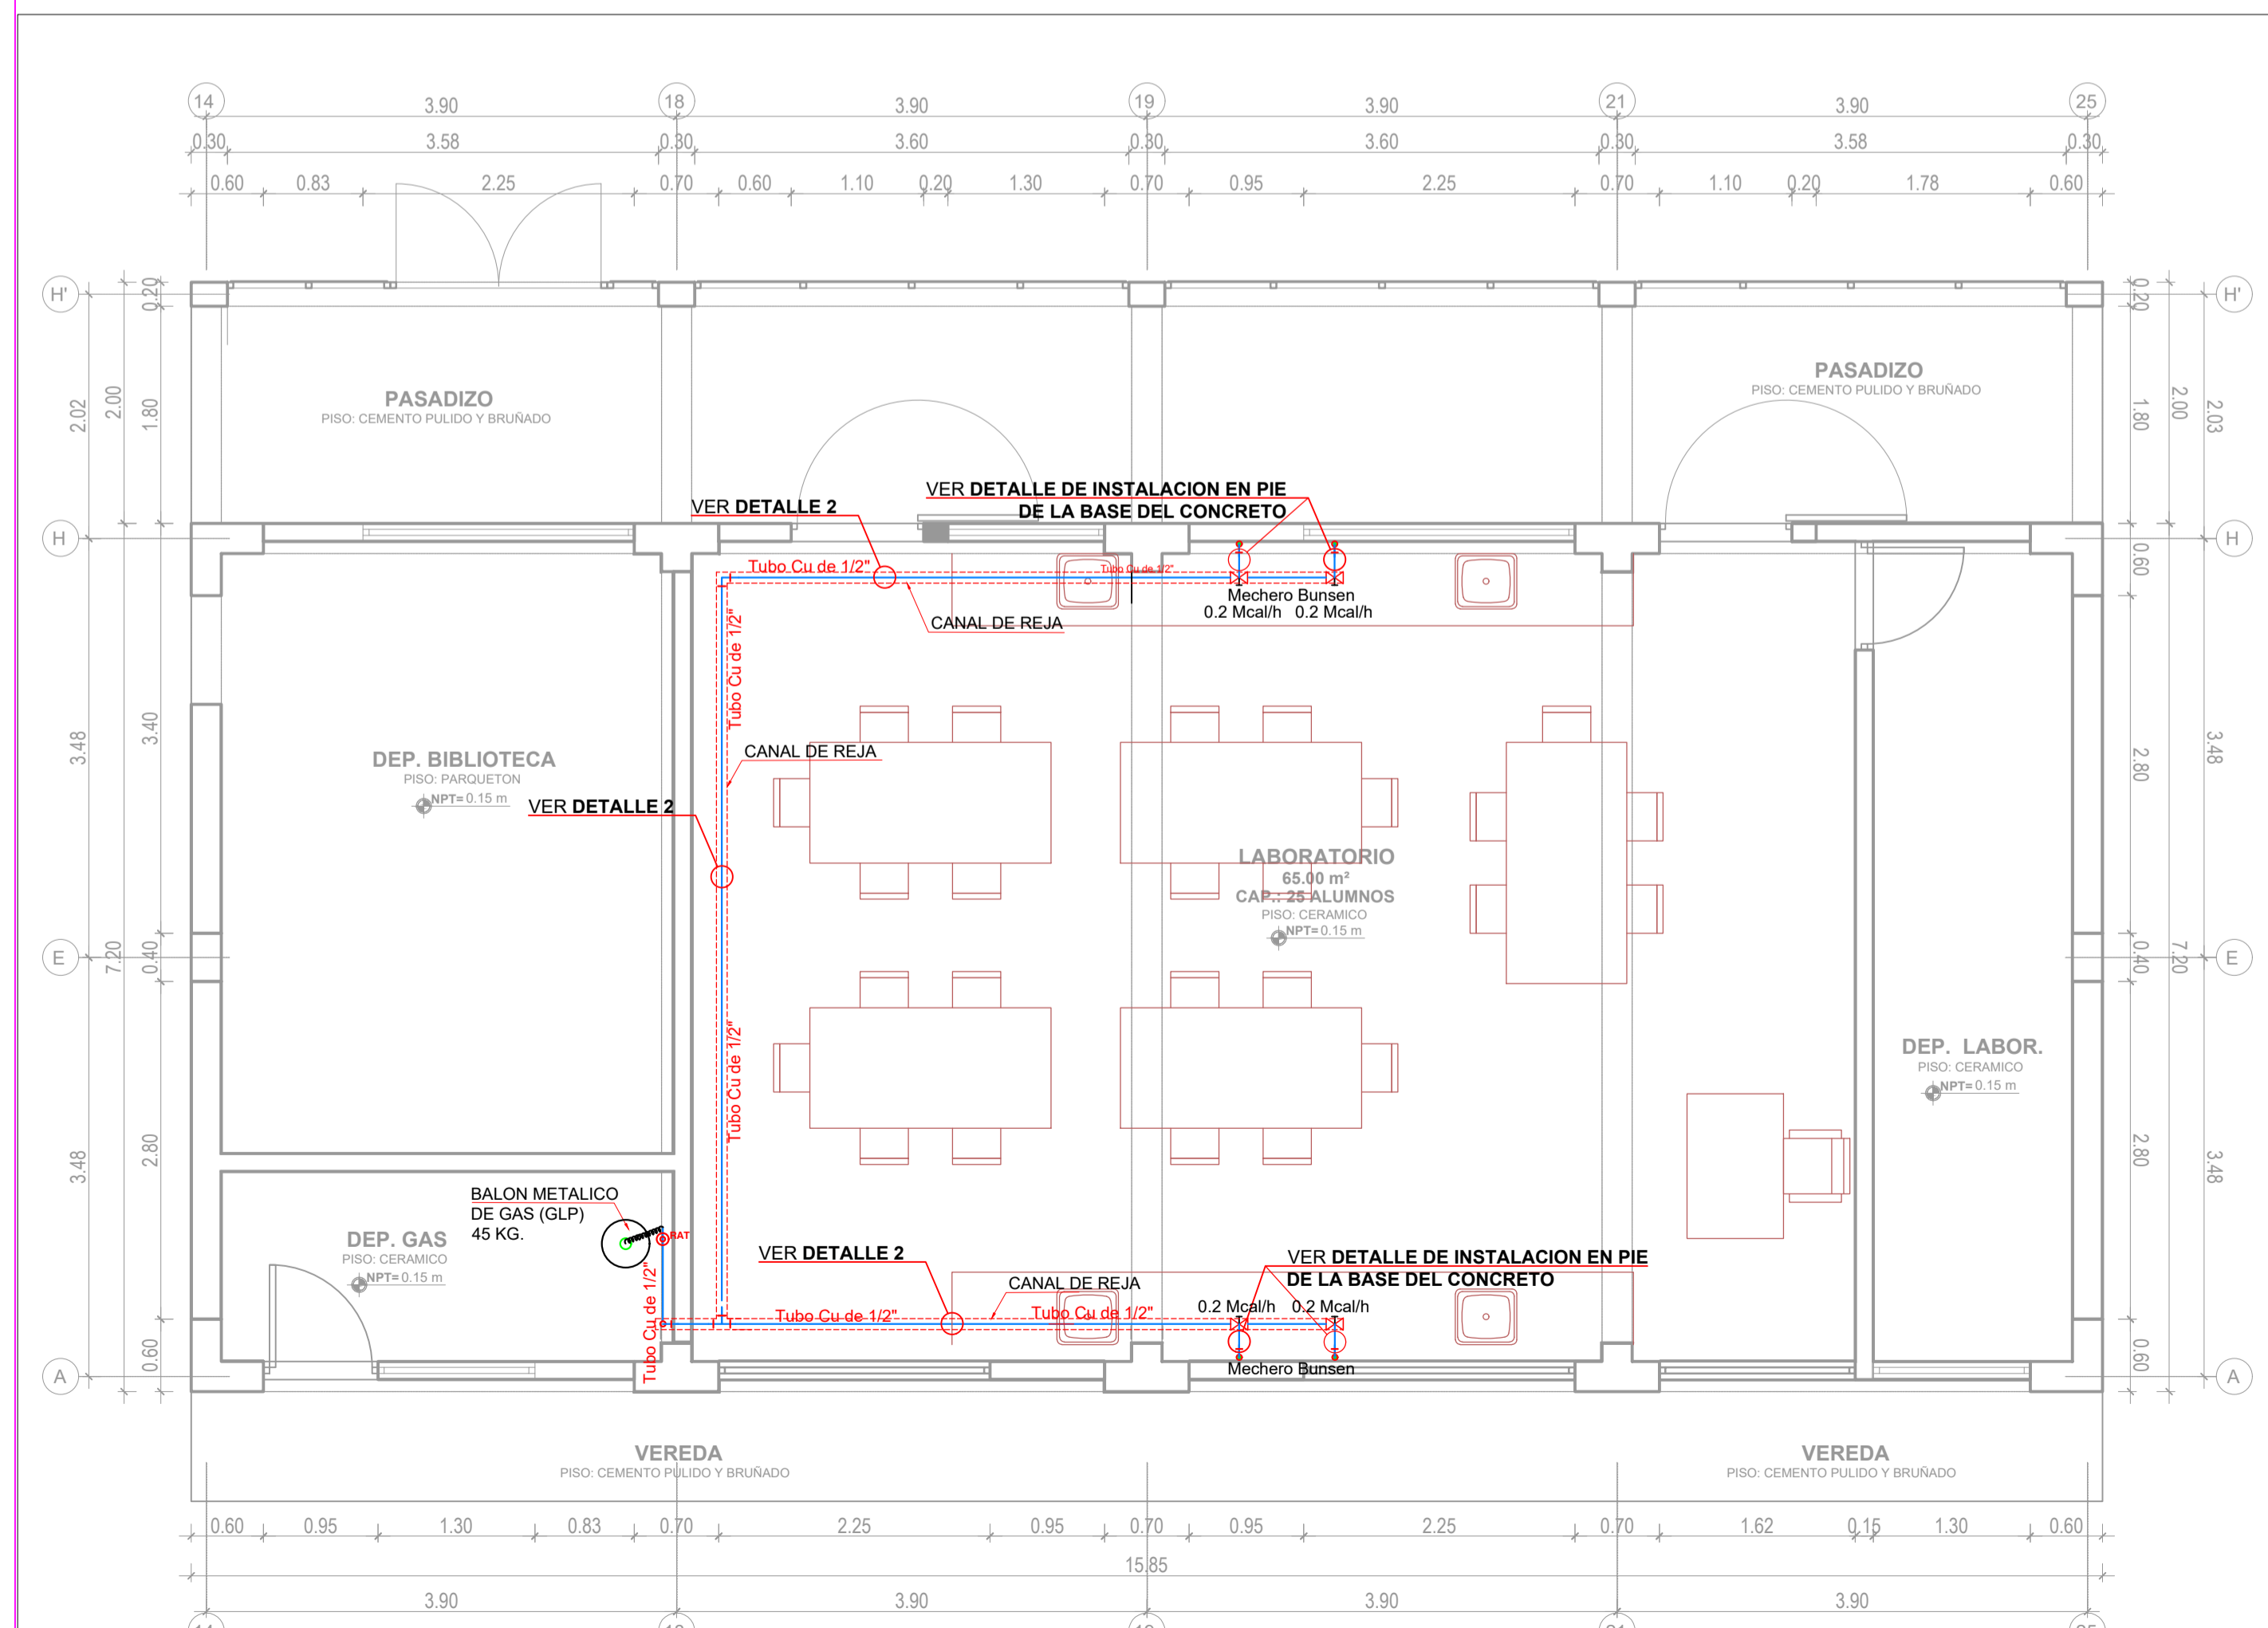 14
18
19
21
25
3.90
3.90
3.90
3.90
0.30
3.58
0.30
3.60
0.30
3.60
0.30
3.58
0.30
0.60
0.83
2.25
0.70
0.60
1.10
0.20
1.30
0.70
0.95
2.25
0.70
1.10
0.20
1.78
0.60
H'
H'
0.20
0.20
2.02
2.00
1.80
1.80
2.00
2.03
PASADIZO
PISO: CEMENTO PULIDO Y BRUÑADO
PASADIZO
PISO: CEMENTO PULIDO Y BRUÑADO
VER DETALLE 2
VER DETALLE DE INSTALACION EN PIE
DE LA BASE DEL CONCRETO
H
H
0.60
Tubo Cu de 1/2"
Tubo Cu de 1/2"
Mechero Bunsen
0.2 Mcal/h
0.2 Mcal/h
CANAL DE REJA
Tubo Cu de 1/2"
3.48
3.40
2.80
3.48
CANAL DE REJA
DEP. BIBLIOTECA
PISO: PARQUETON
NPT= 0.15 m
VER DETALLE 2
LABORATORIO
65.00 m²
CAP.: 25 ALUMNOS
PISO: CERAMICO
NPT= 0.15 m
E
E
7.20
0.40
0.40
7.20
Tubo Cu de 1/2"
DEP. LABOR.
PISO: CERAMICO
NPT= 0.15 m
3.48
2.80
2.80
3.48
BALON METALICO
DE GAS (GLP)
45 KG.
RAT
DEP. GAS
PISO: CERAMICO
NPT= 0.15 m
VER DETALLE 2
VER DETALLE DE INSTALACION EN PIE
DE LA BASE DEL CONCRETO
CANAL DE REJA
0.2 Mcal/h
0.2 Mcal/h
Tubo Cu de 1/2"
Tubo Cu de 1/2"
Tubo Cu de 1/2"
Mechero Bunsen
0.60
0.60
A
A
VEREDA
PISO: CEMENTO PULIDO Y BRUÑADO
VEREDA
PISO: CEMENTO PULIDO Y BRUÑADO
0.60
0.95
1.30
0.83
0.70
2.25
0.95
0.70
0.95
2.25
0.70
1.62
0.15
1.30
0.60
15.85
3.90
3.90
3.90
3.90